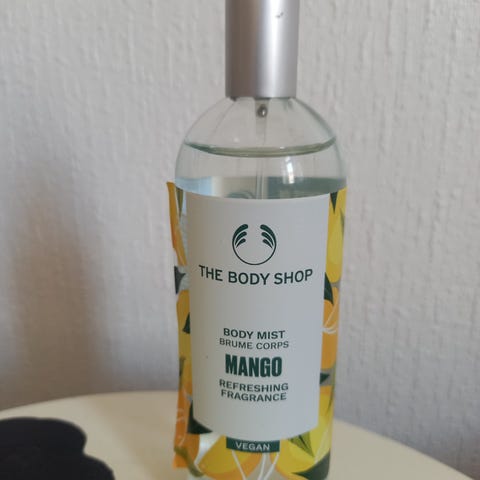 THE BODY SHOP
BODY MIST
BRUME CORPS
MANGO
REFRESHING
FRAGRANCE
VEGAN